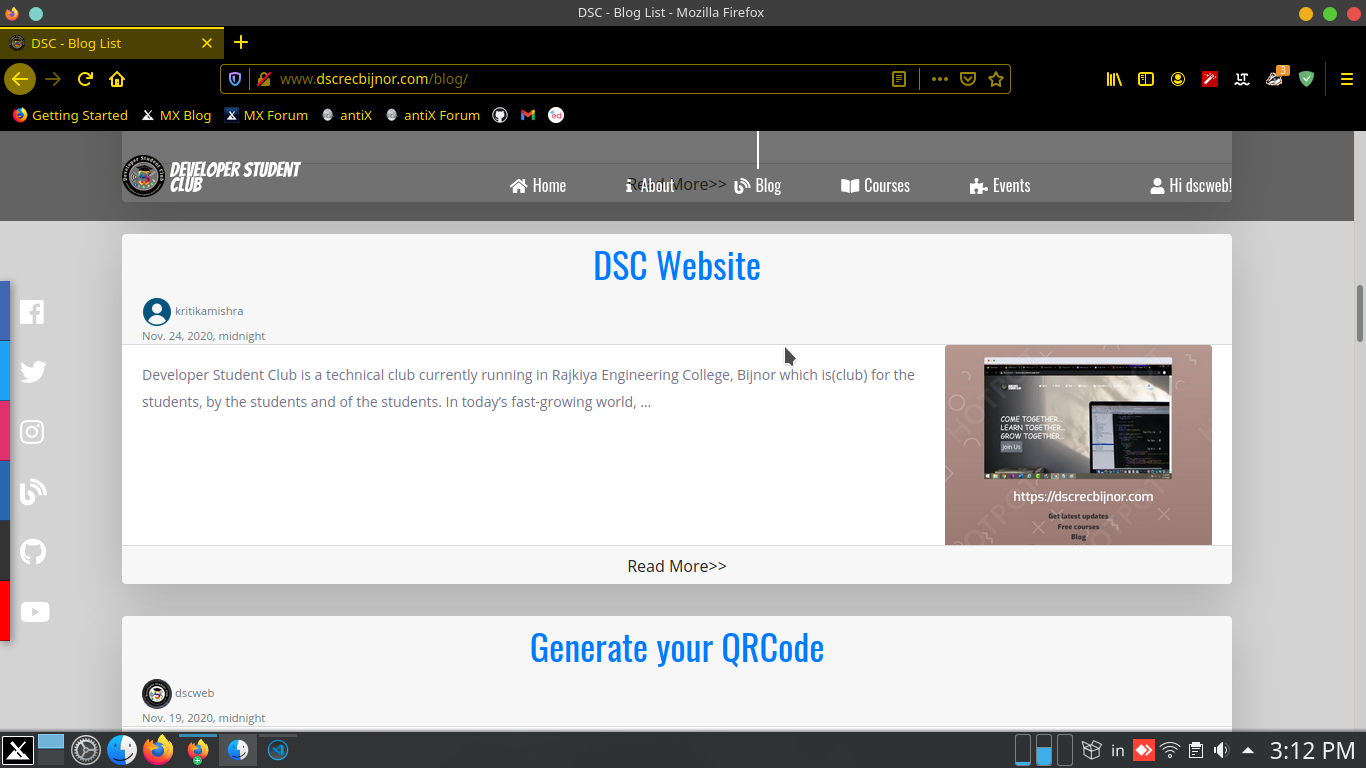 DSC - Blog List - Mozilla Firefox
DSC - Blog List
www.dscrecbijnor.com/blog/
3
Getting Started MX Blog MX Forum antiX antiX Forum
DEVELOPER STUDENT
CLUB
Read More>>
Home About Blog Courses Events Hi dscweb!
DSC Website
kritikamishra
Nov. 24, 2020, midnight
Developer Student Club is a technical club currently running in Rajkiya Engineering College, Bijnor which is(club) for the
students, by the students and of the students. In today's fast-growing world, ...
COME TOGETHER...
LEARN TOGETHER...
GROW TOGETHER...
Join Us
https://dscrecbijnor.com
Get latest updates
Free courses
Blog
Read More>>
Generate your QRCode
dscweb
Nov. 19, 2020, midnight
in
3:12 PM